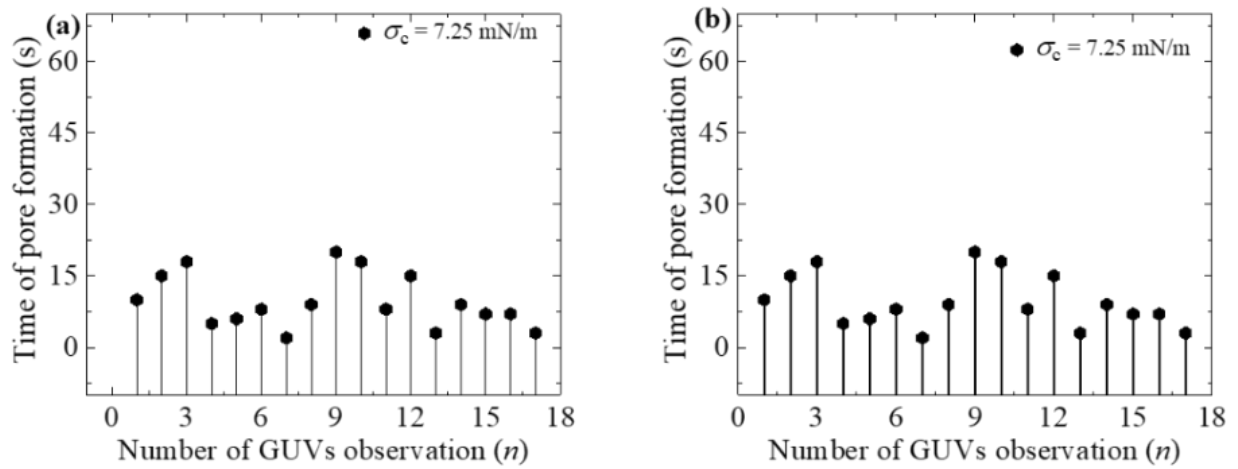 (a)
σc = 7.25 mN/m
Time of pore formation (s)
60
45
30
15
0
0 3 6 9 12 15 18
Number of GUVs observation (n)
(b)
σc = 7.25 mN/m
Time of pore formation (s)
60
45
30
15
0
0 3 6 9 12 15 18
Number of GUVs observation (n)